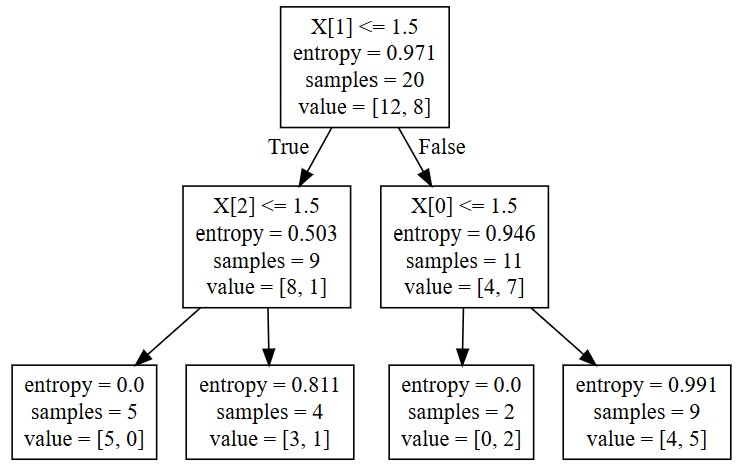 X[1] <= 1.5
entropy = 0.971
samples = 20
value = [12, 8]
True
False
X[2] <= 1.5
entropy = 0.503
samples = 9
value = [8, 1]
X[0] <= 1.5
entropy = 0.946
samples = 11
value = [4, 7]
entropy = 0.0
samples = 5
value = [5, 0]
entropy = 0.811
samples = 4
value = [3, 1]
entropy = 0.0
samples = 2
value = [0, 2]
entropy = 0.991
samples = 9
value = [4, 5]